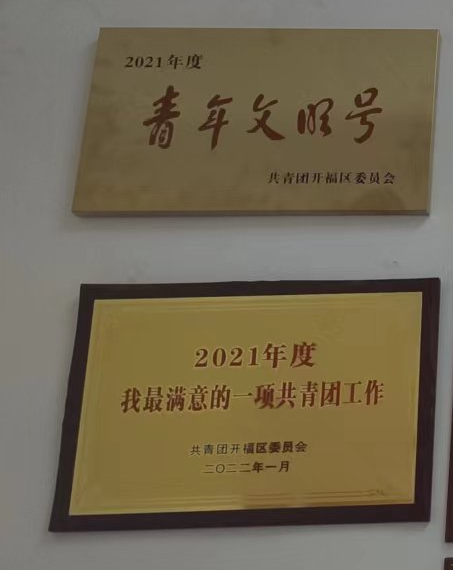 2021年度
青年文明号
共青团开福区委员会
2021年度
我最满意的一项共青团工作
共青团开福区委员会
二〇二二年一月